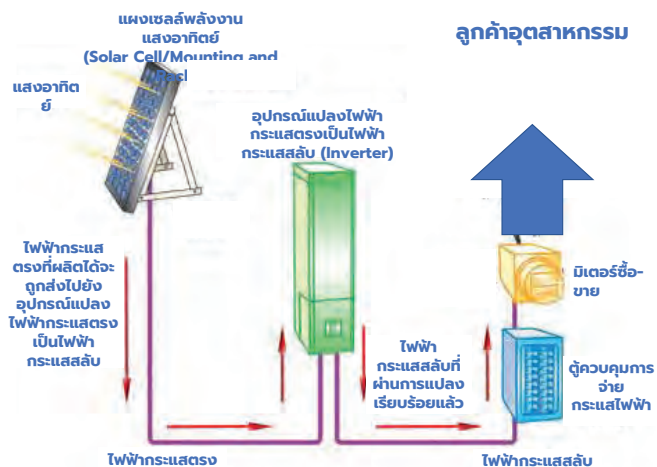 แผงเซลล์พลังงาน
แสงอาทิตย์
(Solar Cell/Mounting and
ลูกค้าอุตสาหกรรม
แสงอาทิต
ย์
อุปกรณ์แปลงไฟฟ้า
กระแสตรงเป็นไฟฟ้า
กระแสสลับ (Inverter)
ไฟฟ้ากระแส
ตรงที่ผลิตได้จะ
ถูกส่งไปยัง
อุปกรณ์แปลง
ไฟฟ้ากระแสตรง
เป็นไฟฟ้า
กระแสสลับ
ไฟฟ้า
กระแสสลับที่
ผ่านการแปลง
เรียบร้อยแล้ว
มิเตอร์ซื้อ-
ขาย
ตู้ควบคุมการ
จ่าย
กระแสไฟฟ้า
ไฟฟ้ากระแสตรง
ไฟฟ้ากระแสสลับ